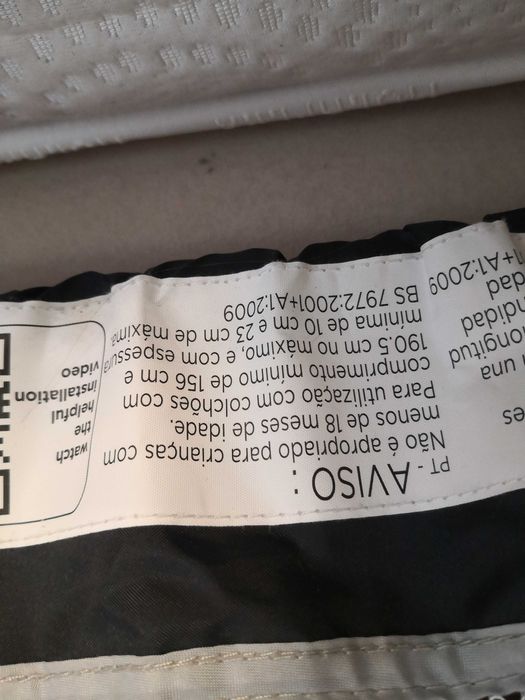 PT - AVISO :
Não é apropriado para crianças com
menos de 18 meses de idade.
Para utilização com colchões com
comprimento mínimo de 156 cm e
190.5 cm no máximo, e com espessura
mínima de 10 cm e 23 cm de máxima.
BS 7972:2001+A1:2009
watch
the
helpful
installation
video
es
una
longitud
ndidad
dad
1+A1:2009